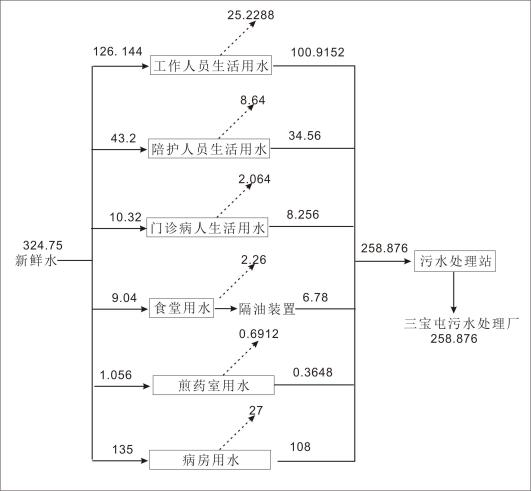 25.2288
126.144
工作人员生活用水
100.9152
8.64
43.2
陪护人员生活用水
34.56
2.064
10.32
门诊病人生活用水
8.256
324.75
新鲜水
258.876
污水处理站
2.26
9.04
食堂用水
隔油装置
6.78
三宝屯污水处理厂
258.876
0.6912
1.056
煎药室用水
0.3648
27
135
病房用水
108